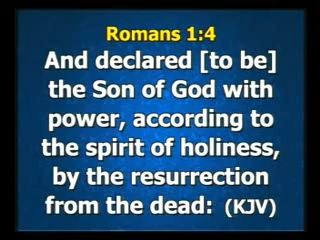 Romans 1:4
And declared [to be]
the Son of God with
power, according to
the spirit of holiness,
by the resurrection
from the dead: (KJV)